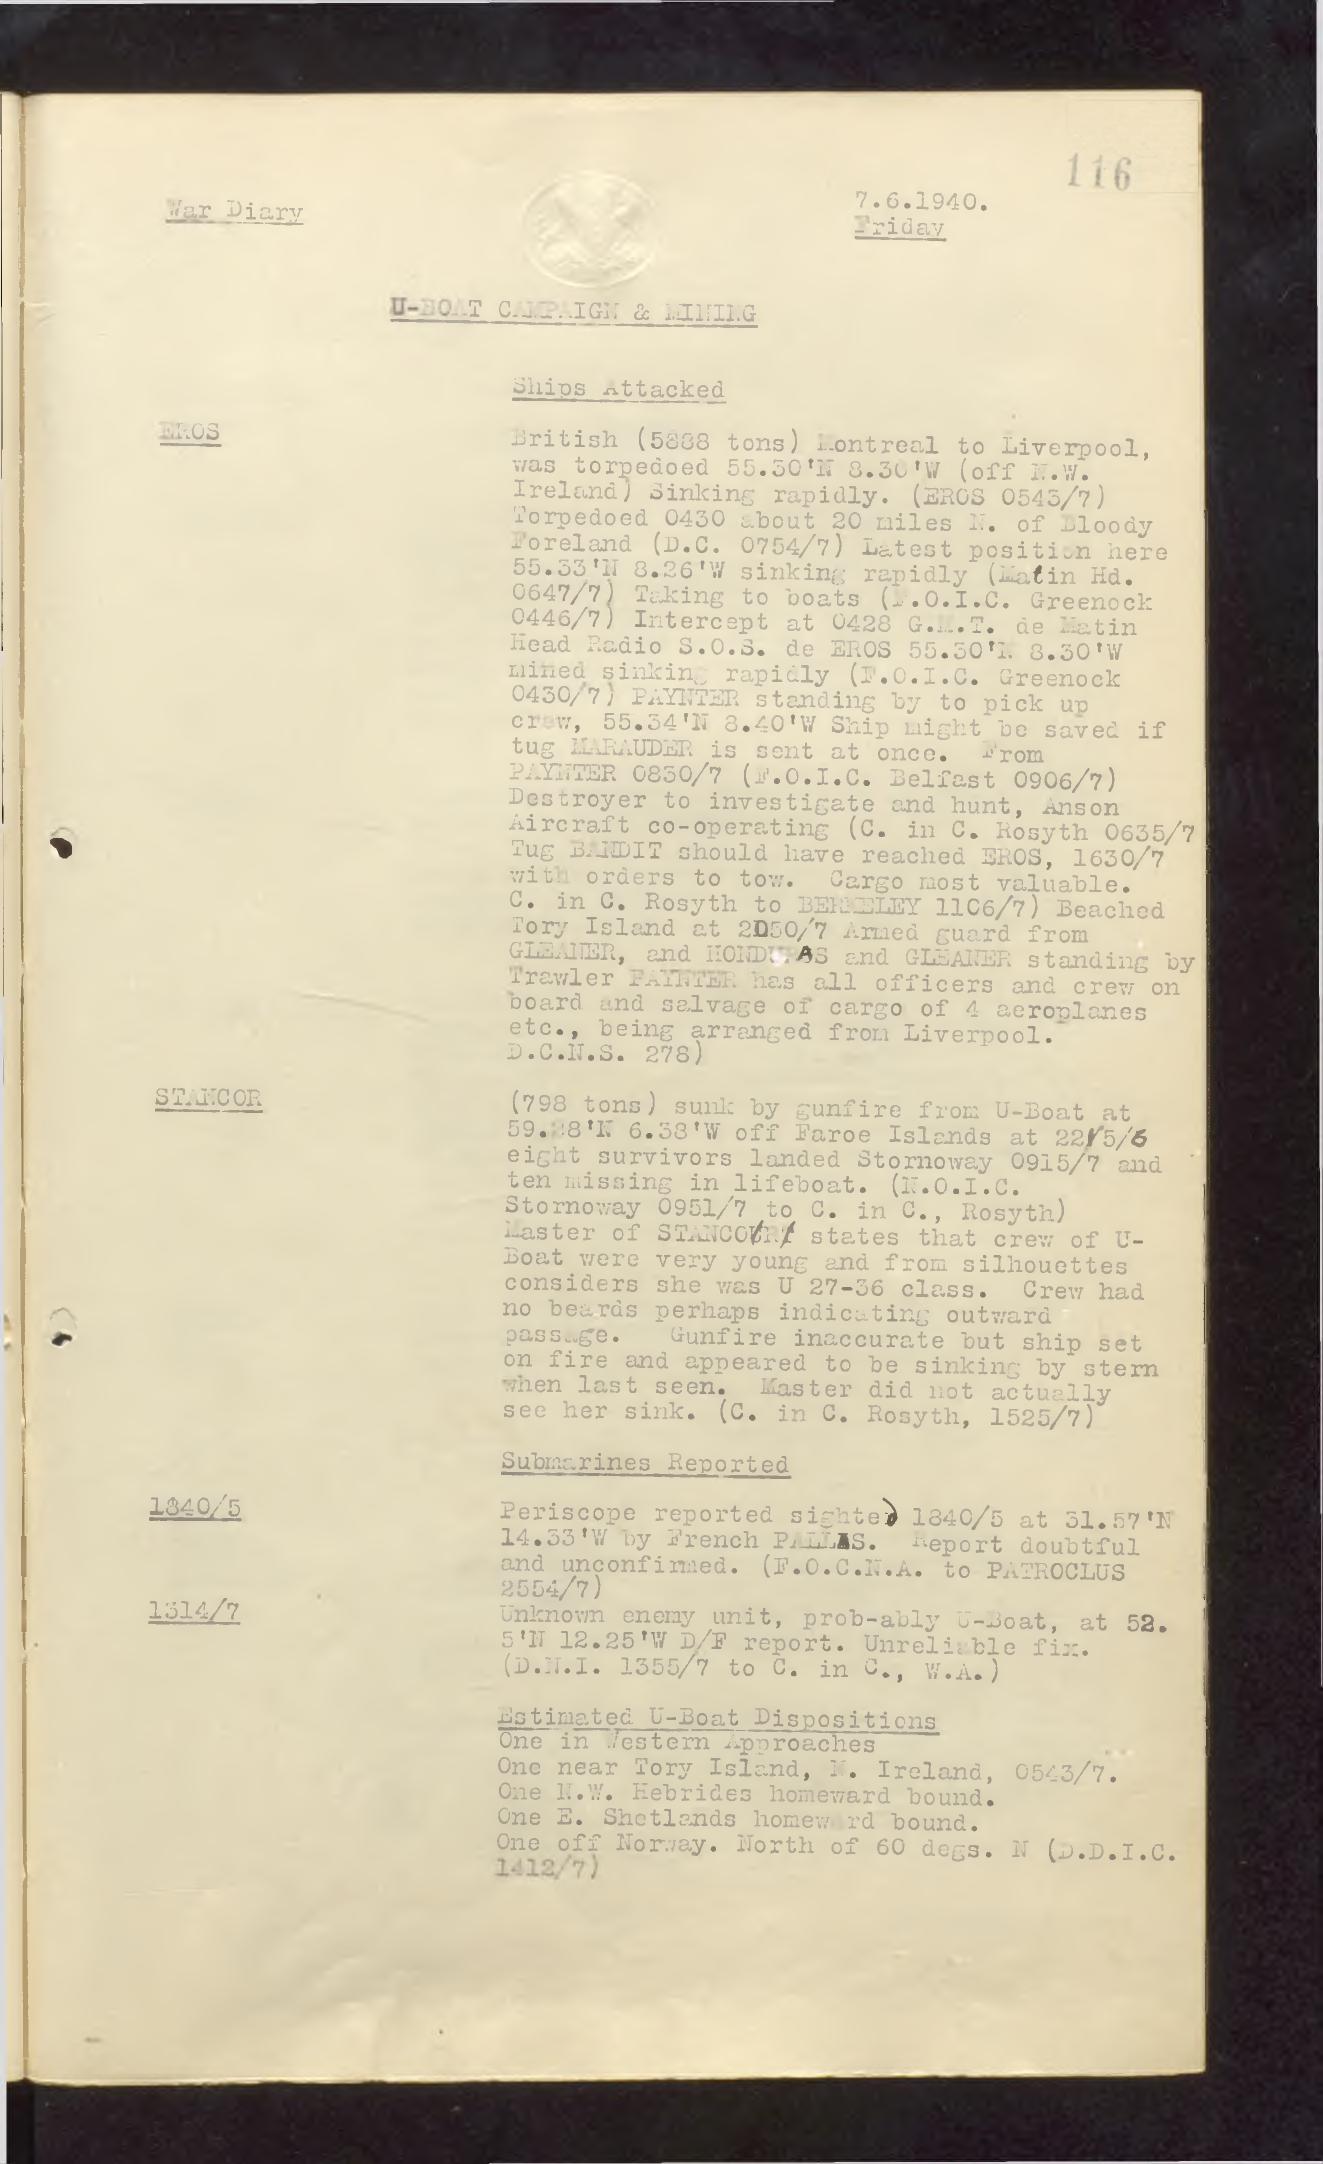 116
War Diary
7.6.1940.
Friday
U-BOAT CAMPAIGN & MINING
Ships Attacked
EROS
British (5888 tons) Montreal to Liverpool,
was torpedoed 55.30'N 8.30'W (off N.W.
Ireland) Sinking rapidly. (EROS 0543/7)
Torpedoed 0430 about 20 miles N. of Bloody
Foreland (D.C. 0754/7) Latest position here
55.33'N 8.26'W sinking rapidly (Matin Hd.
0647/7) Taking to boats (F.O.I.C. Greenock
0446/7) Intercept at 0428 G.M.T. de Matin
Head Radio S.O.S. de EROS 55.30'N 8.30'W
mined sinking rapidly (F.O.I.C. Greenock
0430/7) PAYNTER standing by to pick up
crew, 55.34'N 8.40'W Ship might be saved if
tug MARAUDER is sent at once. From
PAYNTER 0830/7 (F.O.I.C. Belfast 0906/7)
Destroyer to investigate and hunt, Anson
Aircraft co-operating (C. in C. Rosyth 0635/7
Tug BANDIT should have reached EROS, 1630/7
with orders to tow. Cargo most valuable.
C. in C. Rosyth to BERKELEY 1106/7) Beached
Tory Island at 2050/7 Armed guard from
GLEANER, and HONDURAS and GLEANER standing by
Trawler PAYNTER has all officers and crew on
board and salvage of cargo of 4 aeroplanes
etc., being arranged from Liverpool.
D.C.N.S. 278)
STANCOR
(798 tons) sunk by gunfire from U-Boat at
59. 8'N 6.38'W off Faroe Islands at 2215/6
eight survivors landed Stornoway 0915/7 and
ten missing in lifeboat. (N.O.I.C.
Stornoway 0951/7 to C. in C., Rosyth)
Master of STANCOR states that crew of U-
Boat were very young and from silhouettes
considers she was U 27-36 class. Crew had
no beards perhaps indicating outward
passage. Gunfire inaccurate but ship set
on fire and appeared to be sinking by stern
when last seen. Master did not actually
see her sink. (C. in C. Rosyth, 1525/7)
Submarines Reported
1840/5
Periscope reported sighted 1840/5 at 31.57'N
14.33'W by French PALLAS. Report doubtful
and unconfirmed. (F.O.C.N.A. to PATROCLUS
2554/7)
1314/7
Unknown enemy unit, prob-ably U-Boat, at 52.
5'N 12.25'W D/F report. Unreliable fix.
(D.N.I. 1355/7 to C. in C., W.A.)
Estimated U-Boat Dispositions
One in Western Approaches
One near Tory Island, N. Ireland, 0543/7.
One N.W. Hebrides homeward bound.
One E. Shetlands homeward bound.
One off Norway. North of 60 degs. N (D.D.I.C.
1412/7)